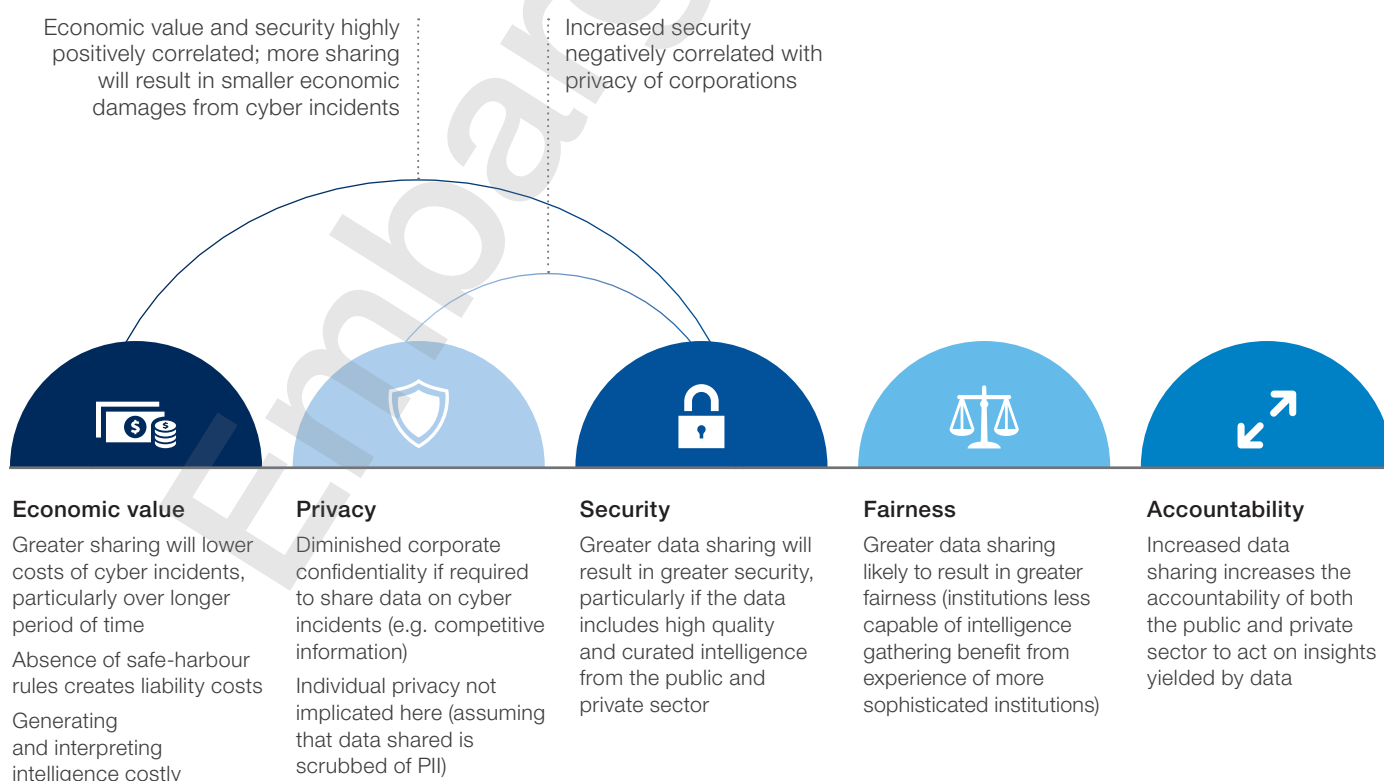 Economic value and security highly
positively correlated; more sharing
will result in smaller economic
damages from cyber incidents
Increased security
negatively correlated with
privacy of corporations
Economic value
Greater sharing will lower
costs of cyber incidents,
particularly over longer
period of time
Absence of safe-harbour
rules creates liability costs
Generating
and interpreting
intelligence costly
Privacy
Diminished corporate
confidentiality if required
to share data on cyber
incidents (e.g. competitive
information)
Individual privacy not
implicated here (assuming
that data shared is
scrubbed of PII)
Security
Greater data sharing will
result in greater security,
particularly if the data
includes high quality
and curated intelligence
from the public and
private sector
Fairness
Greater data sharing
likely to result in greater
fairness (institutions less
capable of intelligence
gathering benefit from
experience of more
sophisticated institutions)
Accountability
Increased data
sharing increases the
accountability of both
the public and private
sector to act on insights
yielded by data